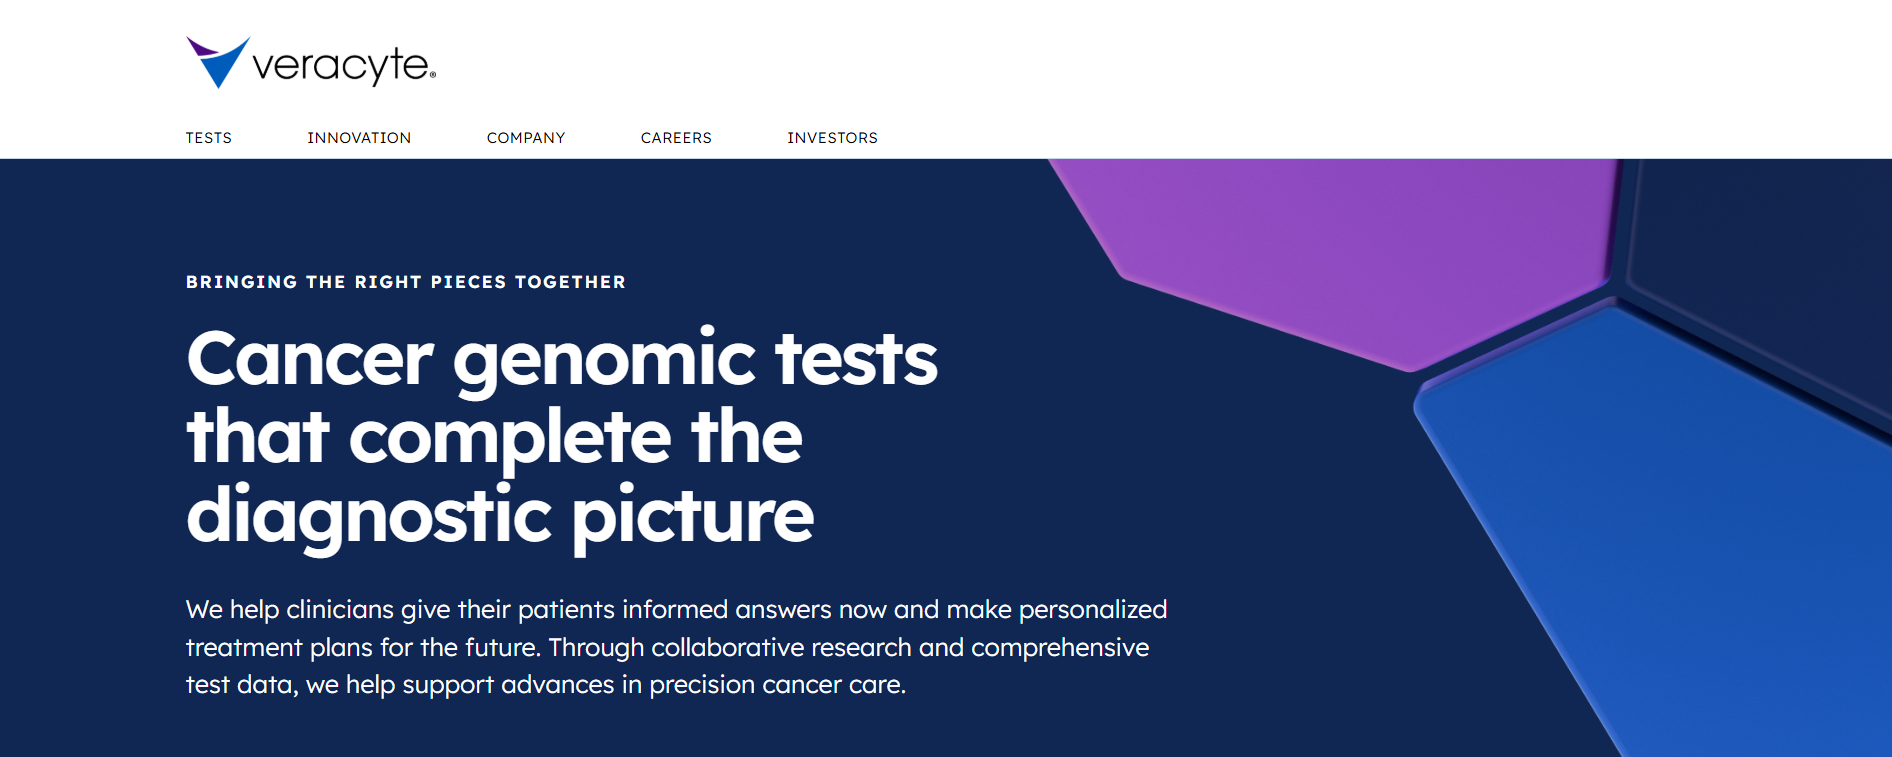 veracyte®
TESTS INNOVATION COMPANY CAREERS INVESTORS
BRINGING THE RIGHT PIECES TOGETHER
Cancer genomic tests
that complete the
diagnostic picture
We help clinicians give their patients informed answers now and make personalized
treatment plans for the future. Through collaborative research and comprehensive
test data, we help support advances in precision cancer care.